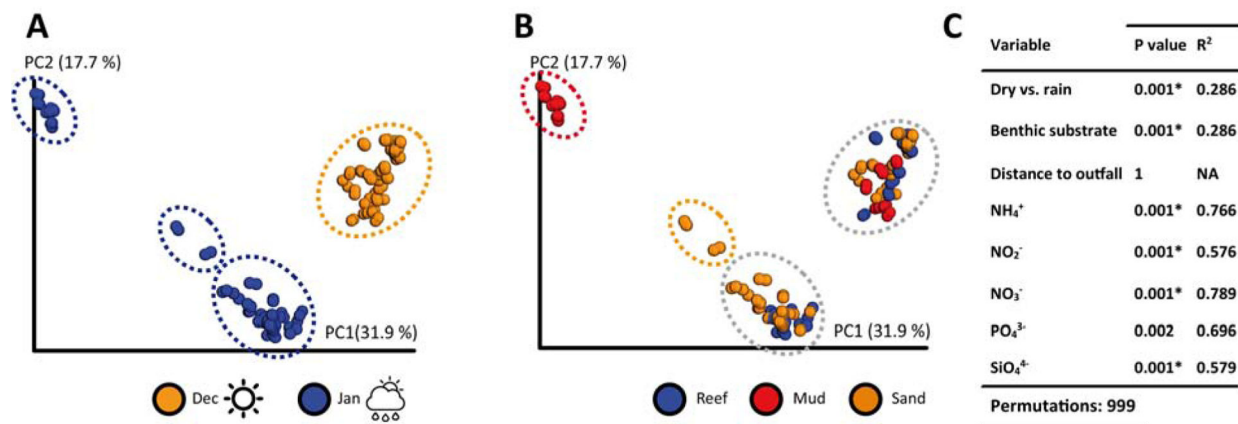 A
PC2 (17.7 %)
PC1(31.9 %)
Dec
Jan
B
PC2 (17.7 %)
PC1 (31.9 %)
Reef
Mud
Sand
C
Variable P value R²
Dry vs. rain 0.001* 0.286
Benthic substrate 0.001* 0.286
Distance to outfall 1 NA
NH₄⁺ 0.001* 0.766
NO₂⁻ 0.001* 0.576
NO₃⁻ 0.001* 0.789
PO₄³⁻ 0.002 0.696
SiO₄⁴⁻ 0.001* 0.579
Permutations: 999